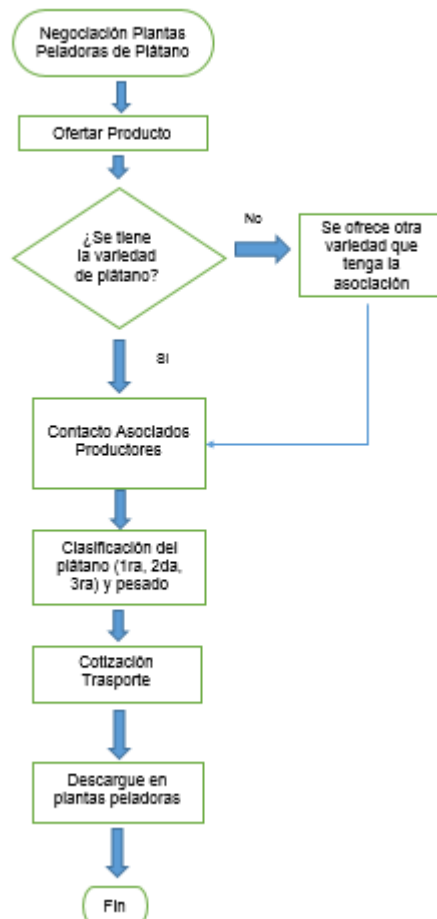 Negociación Plantas
Peladoras de Plátano
Ofertar Producto
¿Se tiene
la variedad
de plátano?
No
Se ofrece otra
variedad que
tenga la
asociación
Si
Contacto Asociados
Productores
Clasificación del
plátano (1ra, 2da,
3ra) y pesado
Cotización
Trasporte
Descargue en
plantas peladoras
Fin